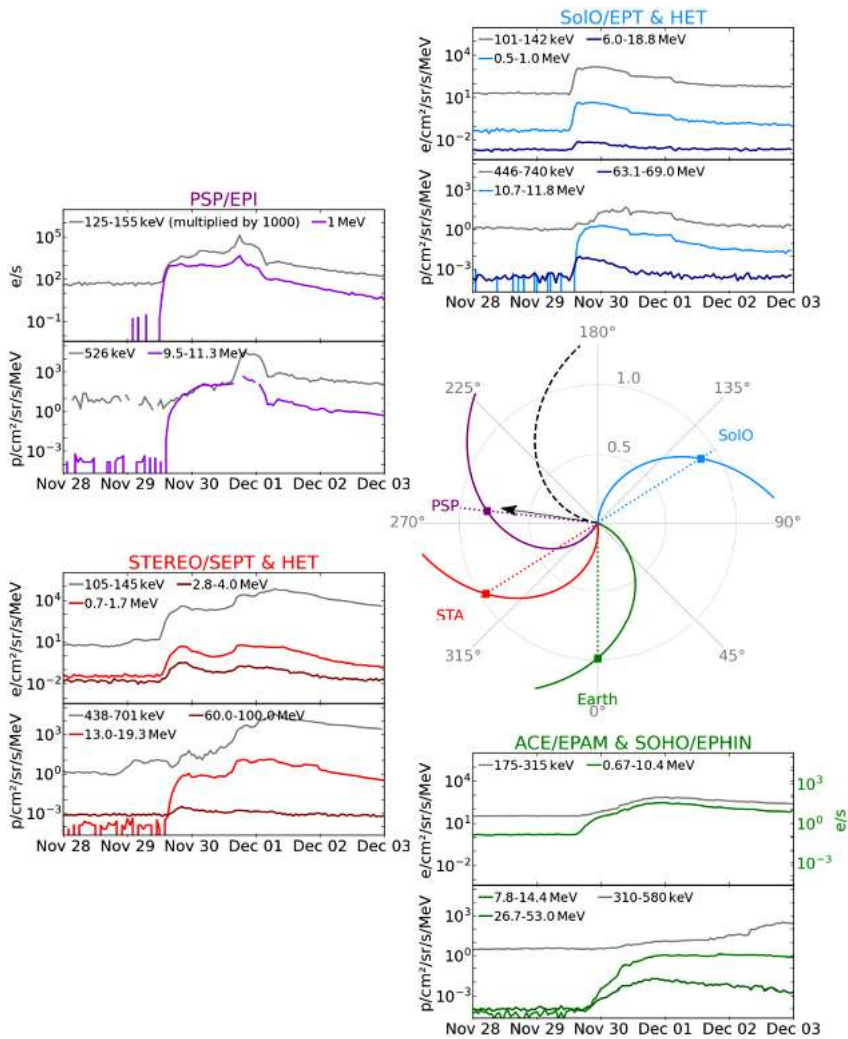 SolO/EPT & HET
101-142 keV 6.0-18.8 MeV
0.5-1.0 MeV
10⁴
10¹
10⁻²
e/cm²/sr/s/MeV
446-740 keV 63.1-69.0 MeV
10.7-11.8 MeV
10³
10⁰
10⁻³
p/cm²/sr/s/MeV
Nov 28 Nov 29 Nov 30 Dec 01 Dec 02 Dec 03
PSP/EPI
125-155 keV (multiplied by 1000) 1 MeV
10⁵
10²
10⁻¹
e/s
526 keV 9.5-11.3 MeV
10³
10⁰
10⁻³
p/cm²/sr/s/MeV
Nov 28 Nov 29 Nov 30 Dec 01 Dec 02 Dec 03
180°
225° 1.0 135°
SolO
0.5
PSP
270° 90°
STA
315° 45°
Earth
0°
STEREO/SEPT & HET
105-145 keV 2.8-4.0 MeV
0.7-1.7 MeV
10⁴
10¹
10⁻²
e/cm²/sr/s/MeV
438-701 keV 60.0-100.0 MeV
13.0-19.3 MeV
10³
10⁰
10⁻³
p/cm²/sr/s/MeV
Nov 28 Nov 29 Nov 30 Dec 01 Dec 02 Dec 03
ACE/EPAM & SOHO/EPHIN
175-315 keV 0.67-10.4 MeV
10⁴
10¹
10⁻²
e/cm²/sr/s/MeV
10³
10⁰
10⁻³
e/s
7.8-14.4 MeV 310-580 keV
26.7-53.0 MeV
10³
10⁰
10⁻³
p/cm²/sr/s/MeV
Nov 28 Nov 29 Nov 30 Dec 01 Dec 02 Dec 03